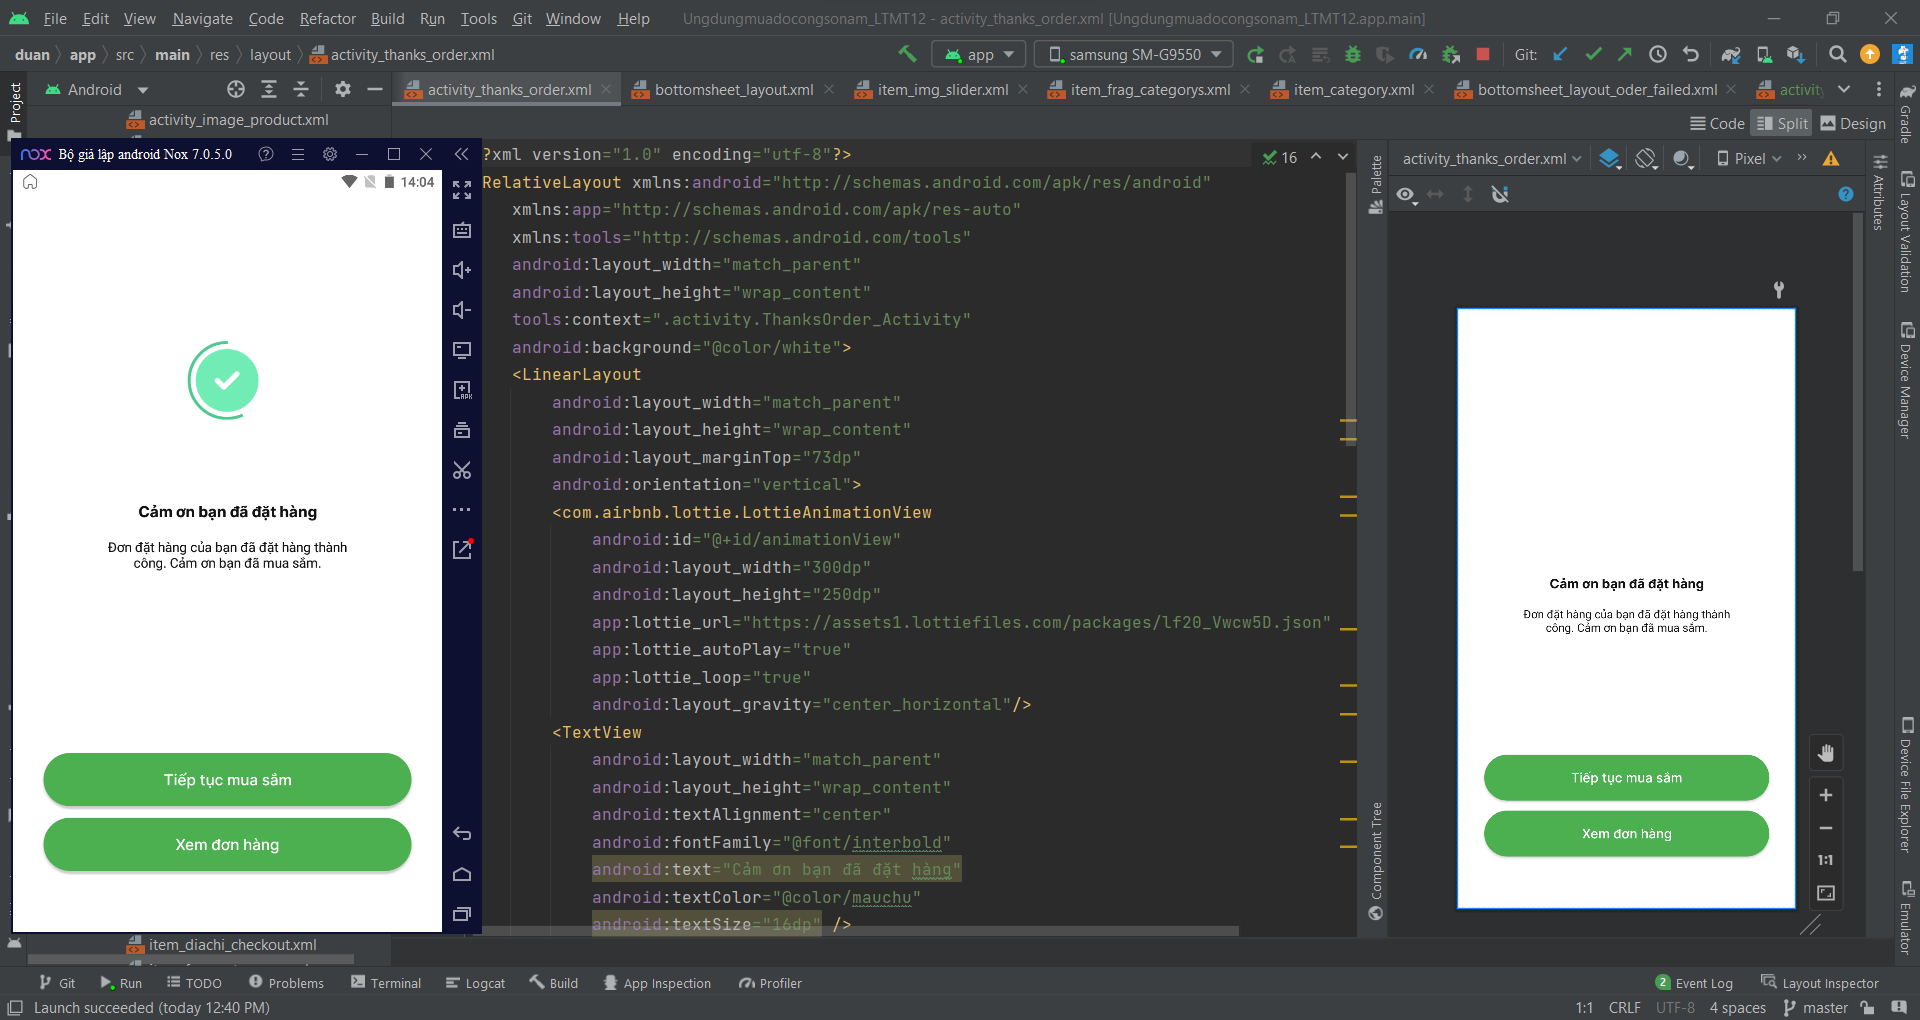 File Edit View Navigate Code Refactor Build Run Tools Git Window Help Ungdungmuadocongsonam_LTMT12 - activity_thanks_order.xml [Ungdungmuadocongsonam_LTMT12.app.main]
duan app src main res layout activity_thanks_order.xml app samsung SM-G9550 Git:
Project Android activity_thanks_order.xml bottomsheet_layout.xml item_img_slider.xml item_frag_categorys.xml item_category.xml bottomsheet_layout_oder_failed.xml activity
Gradle
activity_image_product.xml
Code Split Design
nox Bộ giả lập android Nox 7.0.5.0
14:04
Cảm ơn bạn đã đặt hàng
Đơn đặt hàng của bạn đã đặt hàng thành
công. Cảm ơn bạn đã mua sắm.
Tiếp tục mua sắm
Xem đơn hàng
?xml version="1.0" encoding="utf-8"?>
16
RelativeLayout xmlns:android="http://schemas.android.com/apk/res/android"
xmlns:app="http://schemas.android.com/apk/res-auto"
xmlns:tools="http://schemas.android.com/tools"
android:layout_width="match_parent"
android:layout_height="wrap_content"
tools:context=".activity.ThanksOrder_Activity"
android:background="@color/white">
<LinearLayout
android:layout_width="match_parent"
android:layout_height="wrap_content"
android:layout_marginTop="73dp"
android:orientation="vertical">
<com.airbnb.lottie.LottieAnimationView
android:id="@+id/animationView"
android:layout_width="300dp"
android:layout_height="250dp"
app:lottie_url="https://assets1.lottiefiles.com/packages/lf20_Vwcw5D.json"
app:lottie_autoPlay="true"
app:lottie_loop="true"
android:layout_gravity="center_horizontal"/>
<TextView
android:layout_width="match_parent"
android:layout_height="wrap_content"
android:textAlignment="center"
android:fontFamily="@font/interbold"
android:text="Cảm ơn bạn đã đặt hàng"
android:textColor="@color/mauchu"
android:textSize="16dp" />
Palette
Component Tree
activity_thanks_order.xml Pixel
Cảm ơn bạn đã đặt hàng
Đơn đặt hàng của bạn đã đặt hàng thành
công. Cảm ơn bạn đã mua sắm.
Tiếp tục mua sắm
Xem đơn hàng
1:1
Attributes
Layout Validation
Device Manager
Device File Explorer
Emulator
item_diachi_checkout.xml
Git Run TODO Problems Terminal Logcat Build App Inspection Profiler 2 Event Log Layout Inspector
Launch succeeded (today 12:40 PM) 1:1 CRLF UTF-8 4 spaces master